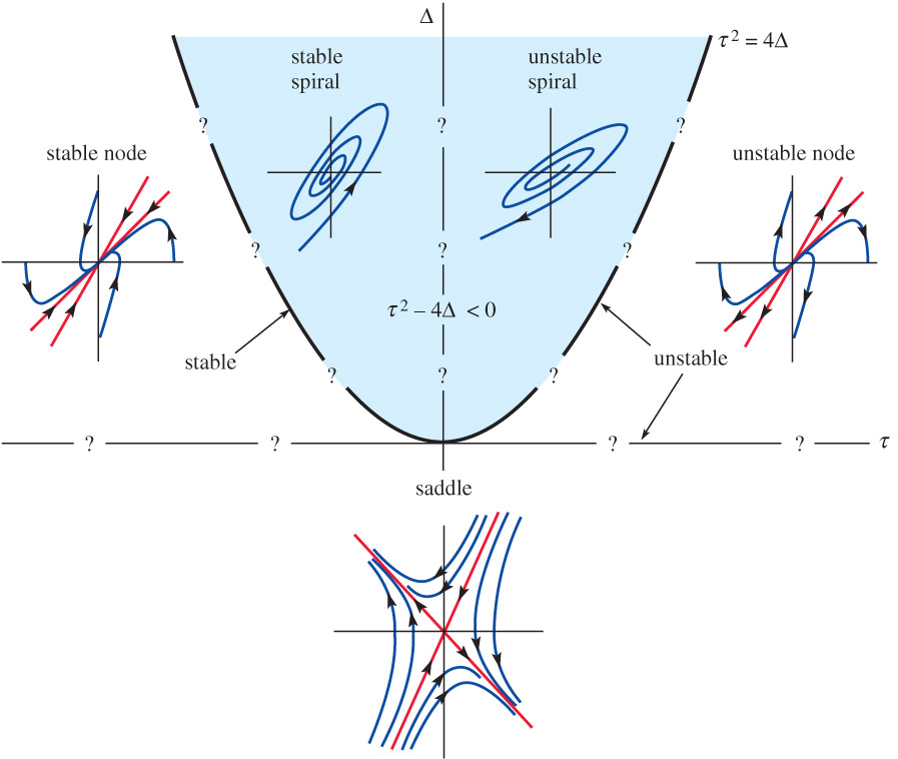 Δ
τ² = 4Δ
stable
spiral
unstable
spiral
? ? ?
stable node
unstable node
? ? ?
τ² – 4Δ < 0
stable
unstable
? ? ?
? ? ? ? τ
saddle